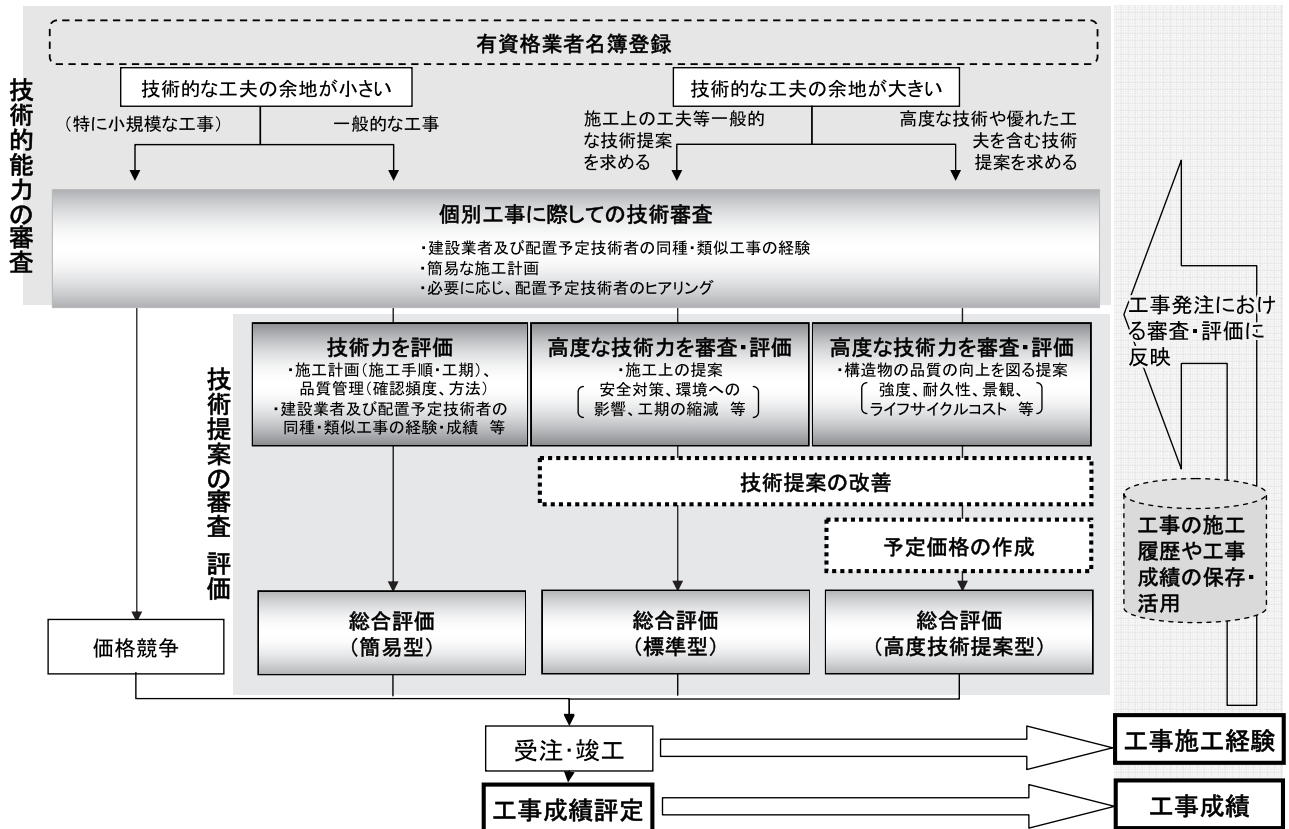 有資格業者名簿登録
技術的能力の審査
技術的な工夫の余地が小さい
技術的な工夫の余地が大きい
(特に小規模な工事)
一般的な工事
施工上の工夫等一般的
な技術提案
を求める
高度な技術や優れた工
夫を含む技術
提案を求める
個別工事に際しての技術審査
・建設業者及び配置予定技術者の同種・類似工事の経験
・簡易な施工計画
・必要に応じ、配置予定技術者のヒアリング
技術提案の審査 評価
技術力を評価
・施工計画(施工手順・工期)、
品質管理(確認頻度、方法)
・建設業者及び配置予定技術者の
同種・類似工事の経験・成績 等
高度な技術力を審査・評価
・施工上の提案
安全対策、環境への
影響、工期の縮減 等
高度な技術力を審査・評価
・構造物の品質の向上を図る提案
強度、耐久性、景観、
ライフサイクルコスト 等
技術提案の改善
予定価格の作成
価格競争
総合評価
(簡易型)
総合評価
(標準型)
総合評価
(高度技術提案型)
工事発注におけ
る審査・評価に
反映
工事の施工
履歴や工事
成績の保存・
活用
受注・竣工
工事施工経験
工事成績評定
工事成績